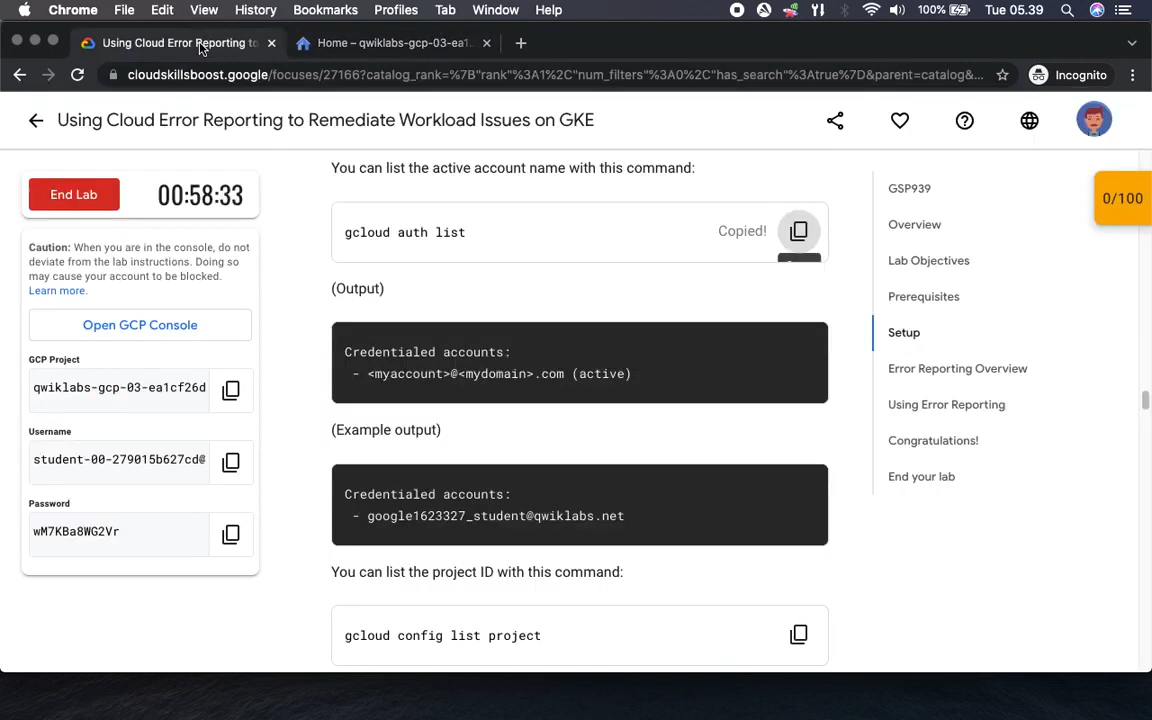 Chrome File Edit View History Bookmarks Profiles Tab Window Help 100% Tue 05.39
Using Cloud Error Reporting to Home – qwiklabs-gcp-03-ea1...
cloudskillsboost.google/focuses/27166?catalog_rank=%7B"rank"%3A1%2C"num_filters"%3A0%2C"has_search"%3Atrue%7D&parent=catalog&... Incognito
Using Cloud Error Reporting to Remediate Workload Issues on GKE
End Lab 00:58:33
Caution: When you are in the console, do not
deviate from the lab instructions. Doing so
may cause your account to be blocked.
Learn more.
Open GCP Console
GCP Project
qwiklabs-gcp-03-ea1cf26d
Username
student-00-279015b627cd@
Password
wM7KBa8WG2Vr
You can list the active account name with this command:
gcloud auth list Copied!
(Output)
Credentialed accounts:
- <myaccount>@<mydomain>.com (active)
(Example output)
Credentialed accounts:
- google1623327_student@qwiklabs.net
You can list the project ID with this command:
gcloud config list project
GSP939
Overview
Lab Objectives
Prerequisites
Setup
Error Reporting Overview
Using Error Reporting
Congratulations!
End your lab
0/100